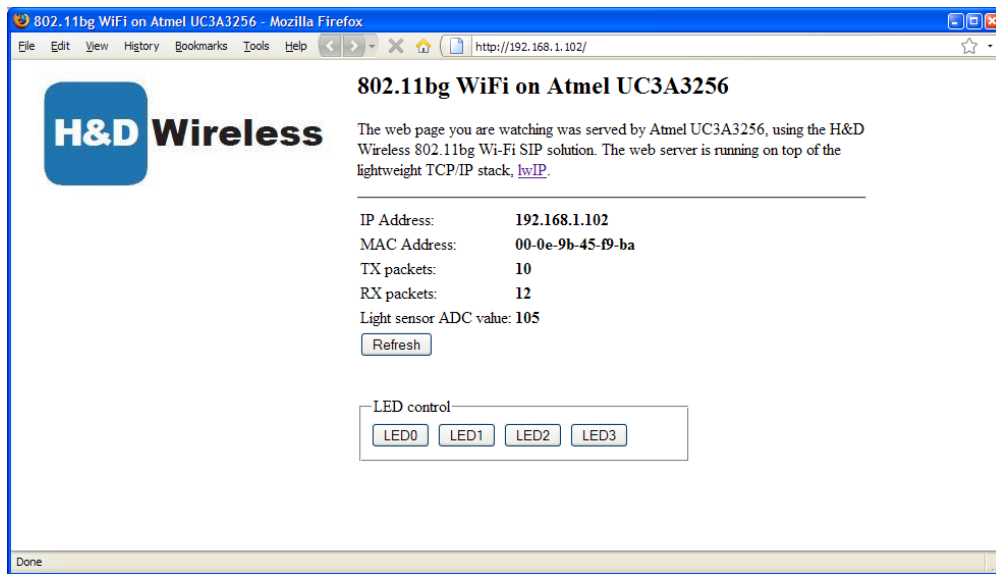 802.11bg WiFi on Atmel UC3A3256 - Mozilla Firefox
File Edit View History Bookmarks Tools Help
http://192.168.1.102/
H&D Wireless
802.11bg WiFi on Atmel UC3A3256
The web page you are watching was served by Atmel UC3A3256, using the H&D
Wireless 802.11bg Wi-Fi SIP solution. The web server is running on top of the
lightweight TCP/IP stack, lwIP.
IP Address: 192.168.1.102
MAC Address: 00-0e-9b-45-f9-ba
TX packets: 10
RX packets: 12
Light sensor ADC value: 105
Refresh
LED control
LED0 LED1 LED2 LED3
Done